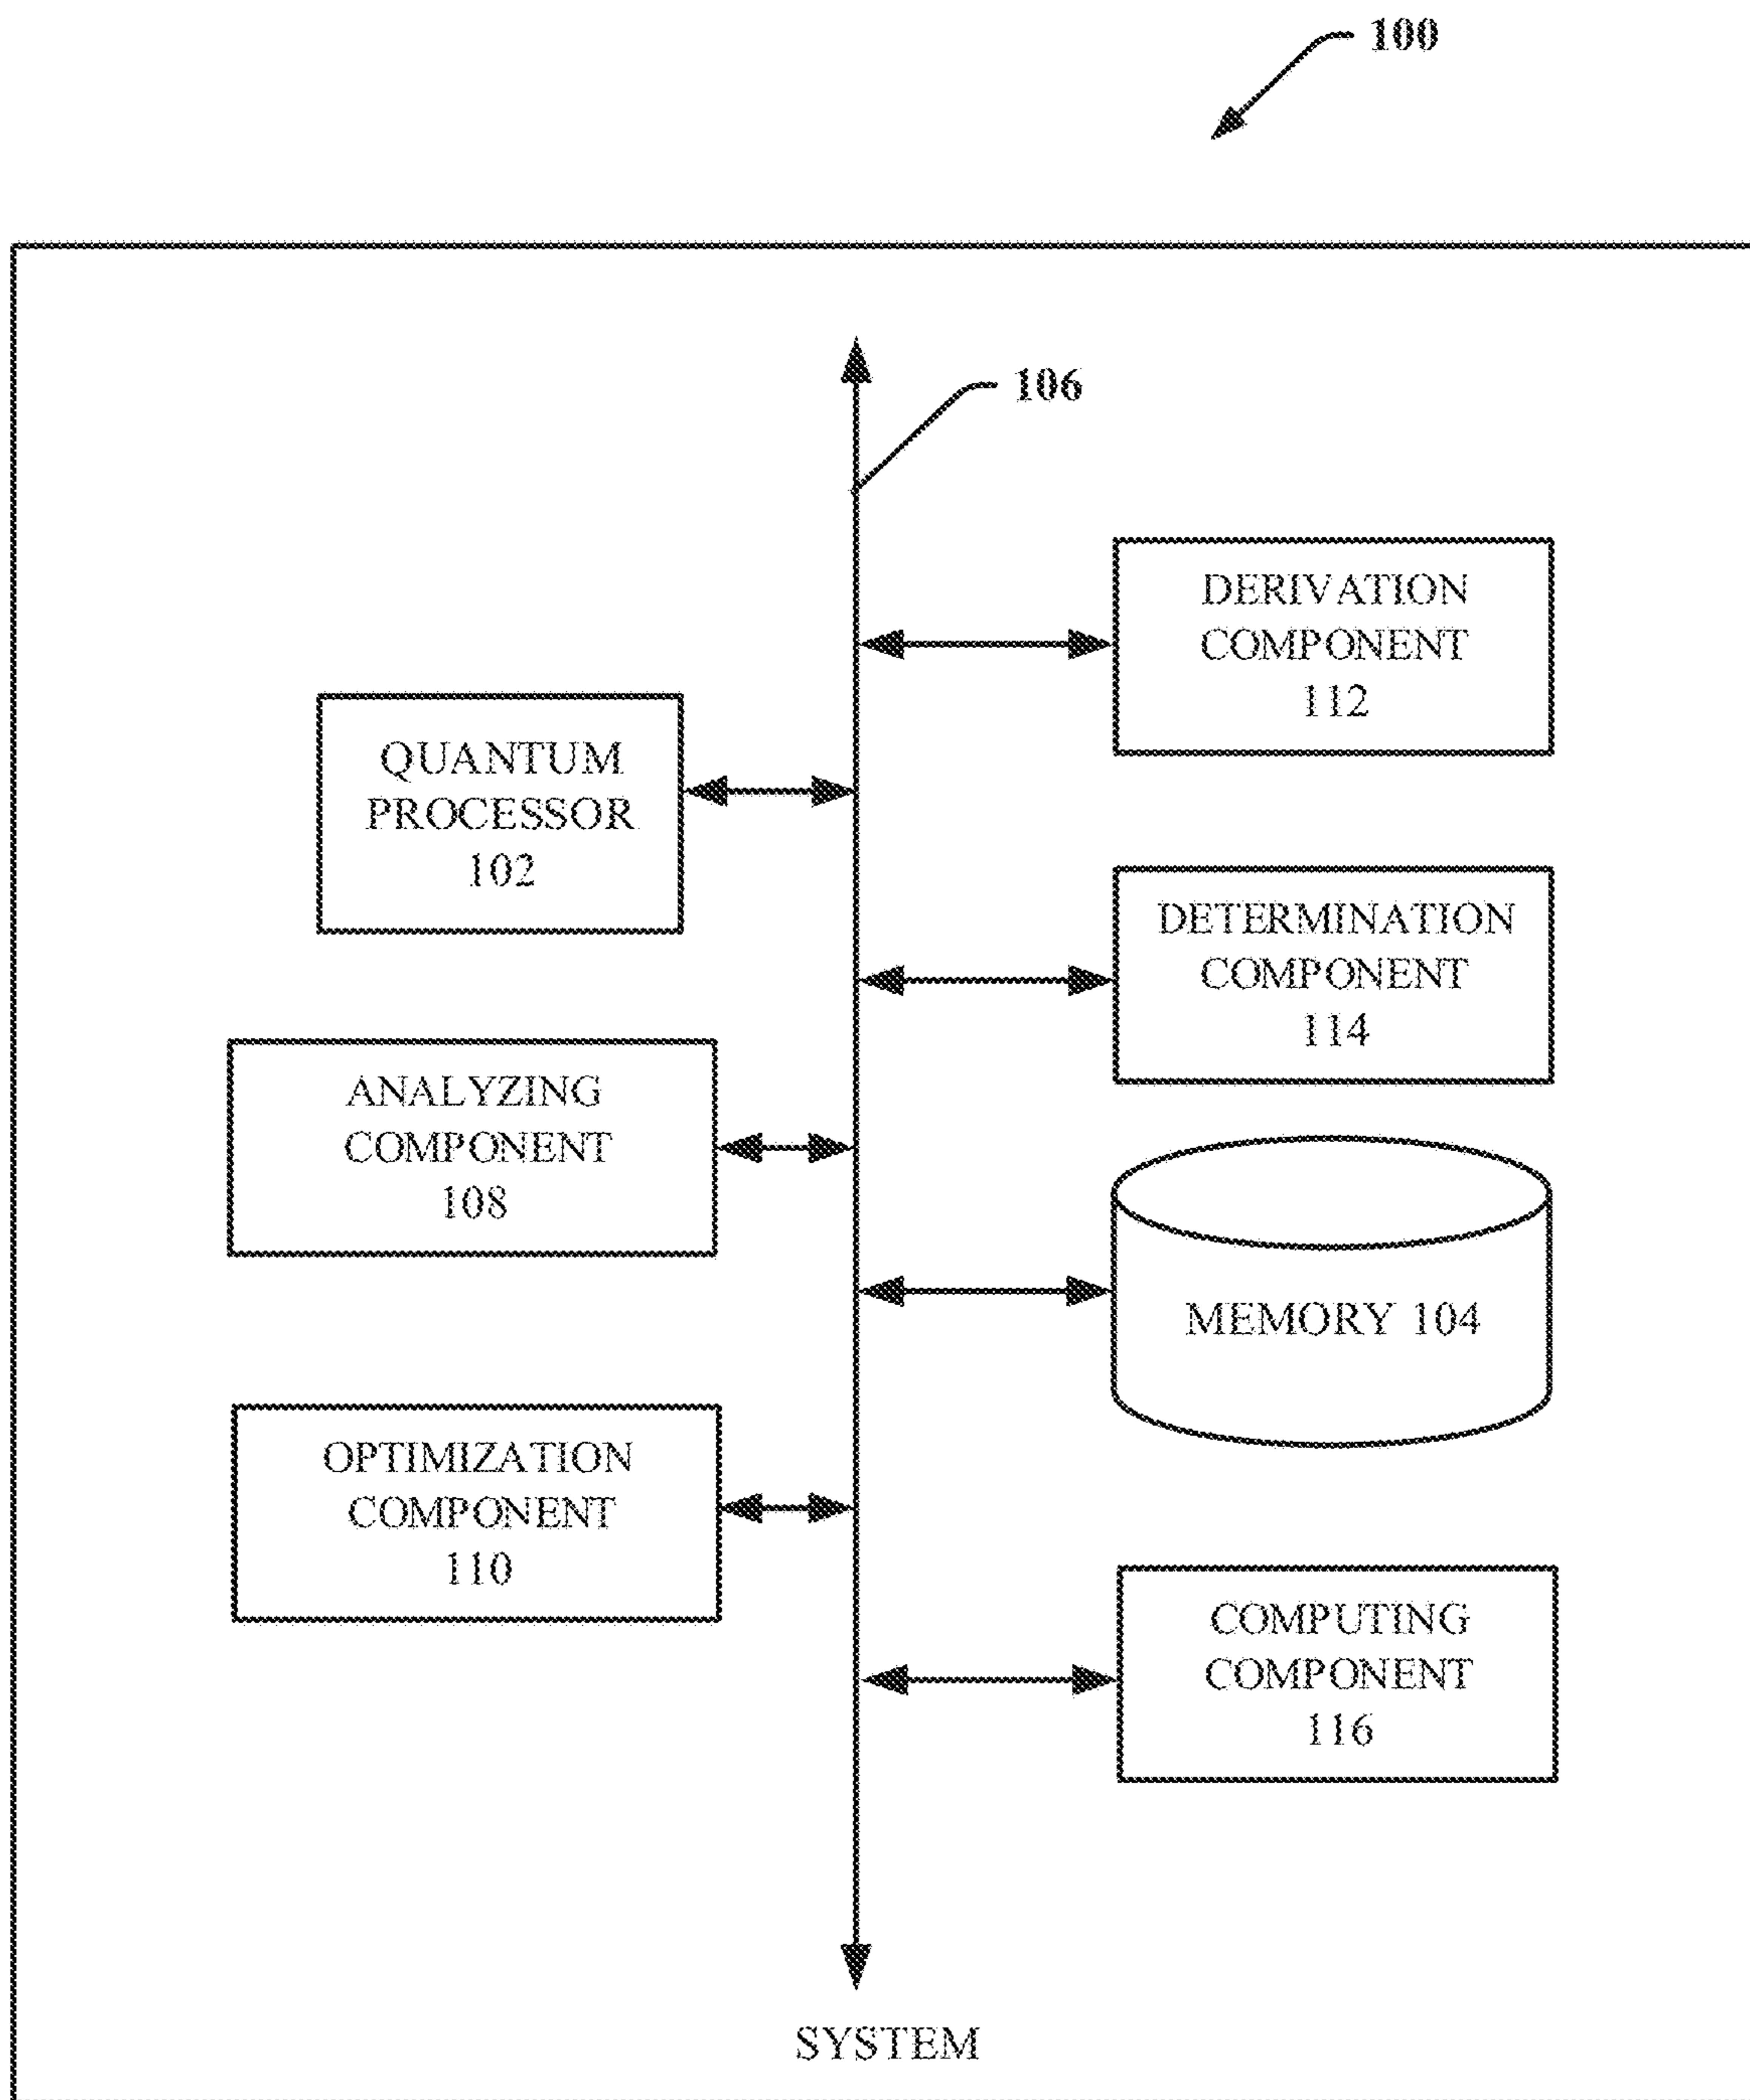 100
106
DERIVATION
COMPONENT
112
QUANTUM
PROCESSOR
102
DETERMINATION
COMPONENT
114
ANALYZING
COMPONENT
108
MEMORY 104
OPTIMIZATION
COMPONENT
110
COMPUTING
COMPONENT
116
SYSTEM